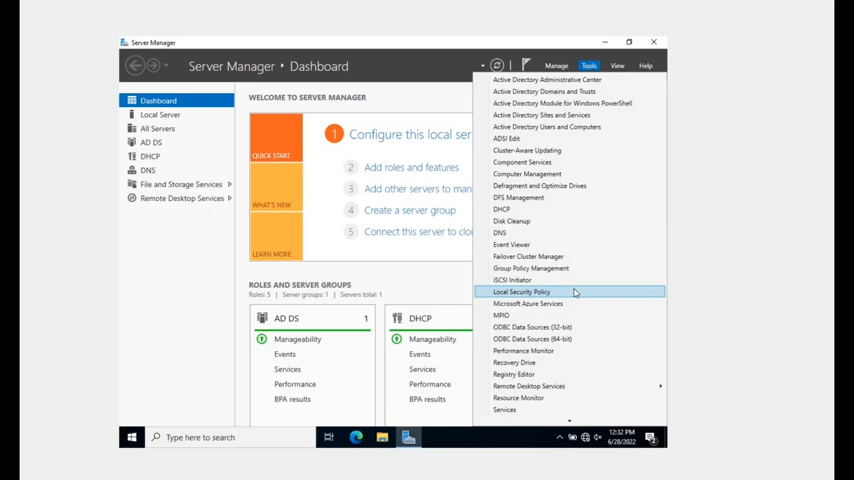 Server Manager
Server Manager • Dashboard
Manage
Tools
View
Help
Dashboard
Local Server
All Servers
AD DS
DHCP
DNS
File and Storage Services
Remote Desktop Services
WELCOME TO SERVER MANAGER
QUICK START
WHAT'S NEW
LEARN MORE
1 Configure this local ser
2 Add roles and features
3 Add other servers to man
4 Create a server group
5 Connect this server to clou
ROLES AND SERVER GROUPS
Roles: 5 | Server groups: 1 | Servers total: 1
AD DS 1
Manageability
Events
Services
Performance
BPA results
DHCP
Manageability
Events
Services
Performance
BPA results
Active Directory Administrative Center
Active Directory Domains and Trusts
Active Directory Module for Windows PowerShell
Active Directory Sites and Services
Active Directory Users and Computers
ADSI Edit
Cluster-Aware Updating
Component Services
Computer Management
Defragment and Optimize Drives
DFS Management
DHCP
Disk Cleanup
DNS
Event Viewer
Failover Cluster Manager
Group Policy Management
iSCSI Initiator
Local Security Policy
Microsoft Azure Services
MPIO
ODBC Data Sources (32-bit)
ODBC Data Sources (64-bit)
Performance Monitor
Recovery Drive
Registry Editor
Remote Desktop Services
Resource Monitor
Services
Type here to search
12:32 PM
6/28/2022
2